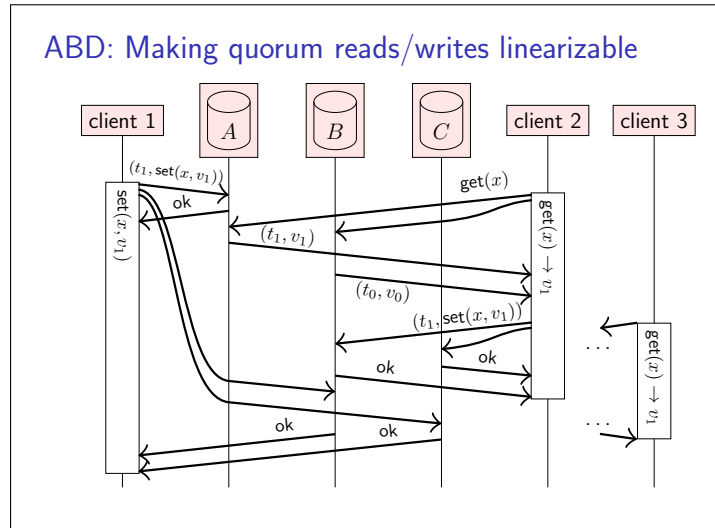 ABD: Making quorum reads/writes linearizable
client 1
A
B
C
client 2
client 3
(t₁, set(x, v₁))
ok
set(x, v₁)
get(x)
get(x) → v₁
(t₁, v₁)
(t₀, v₀)
(t₁, set(x, v₁))
ok
ok
...
get(x) → v₁
...
ok
ok